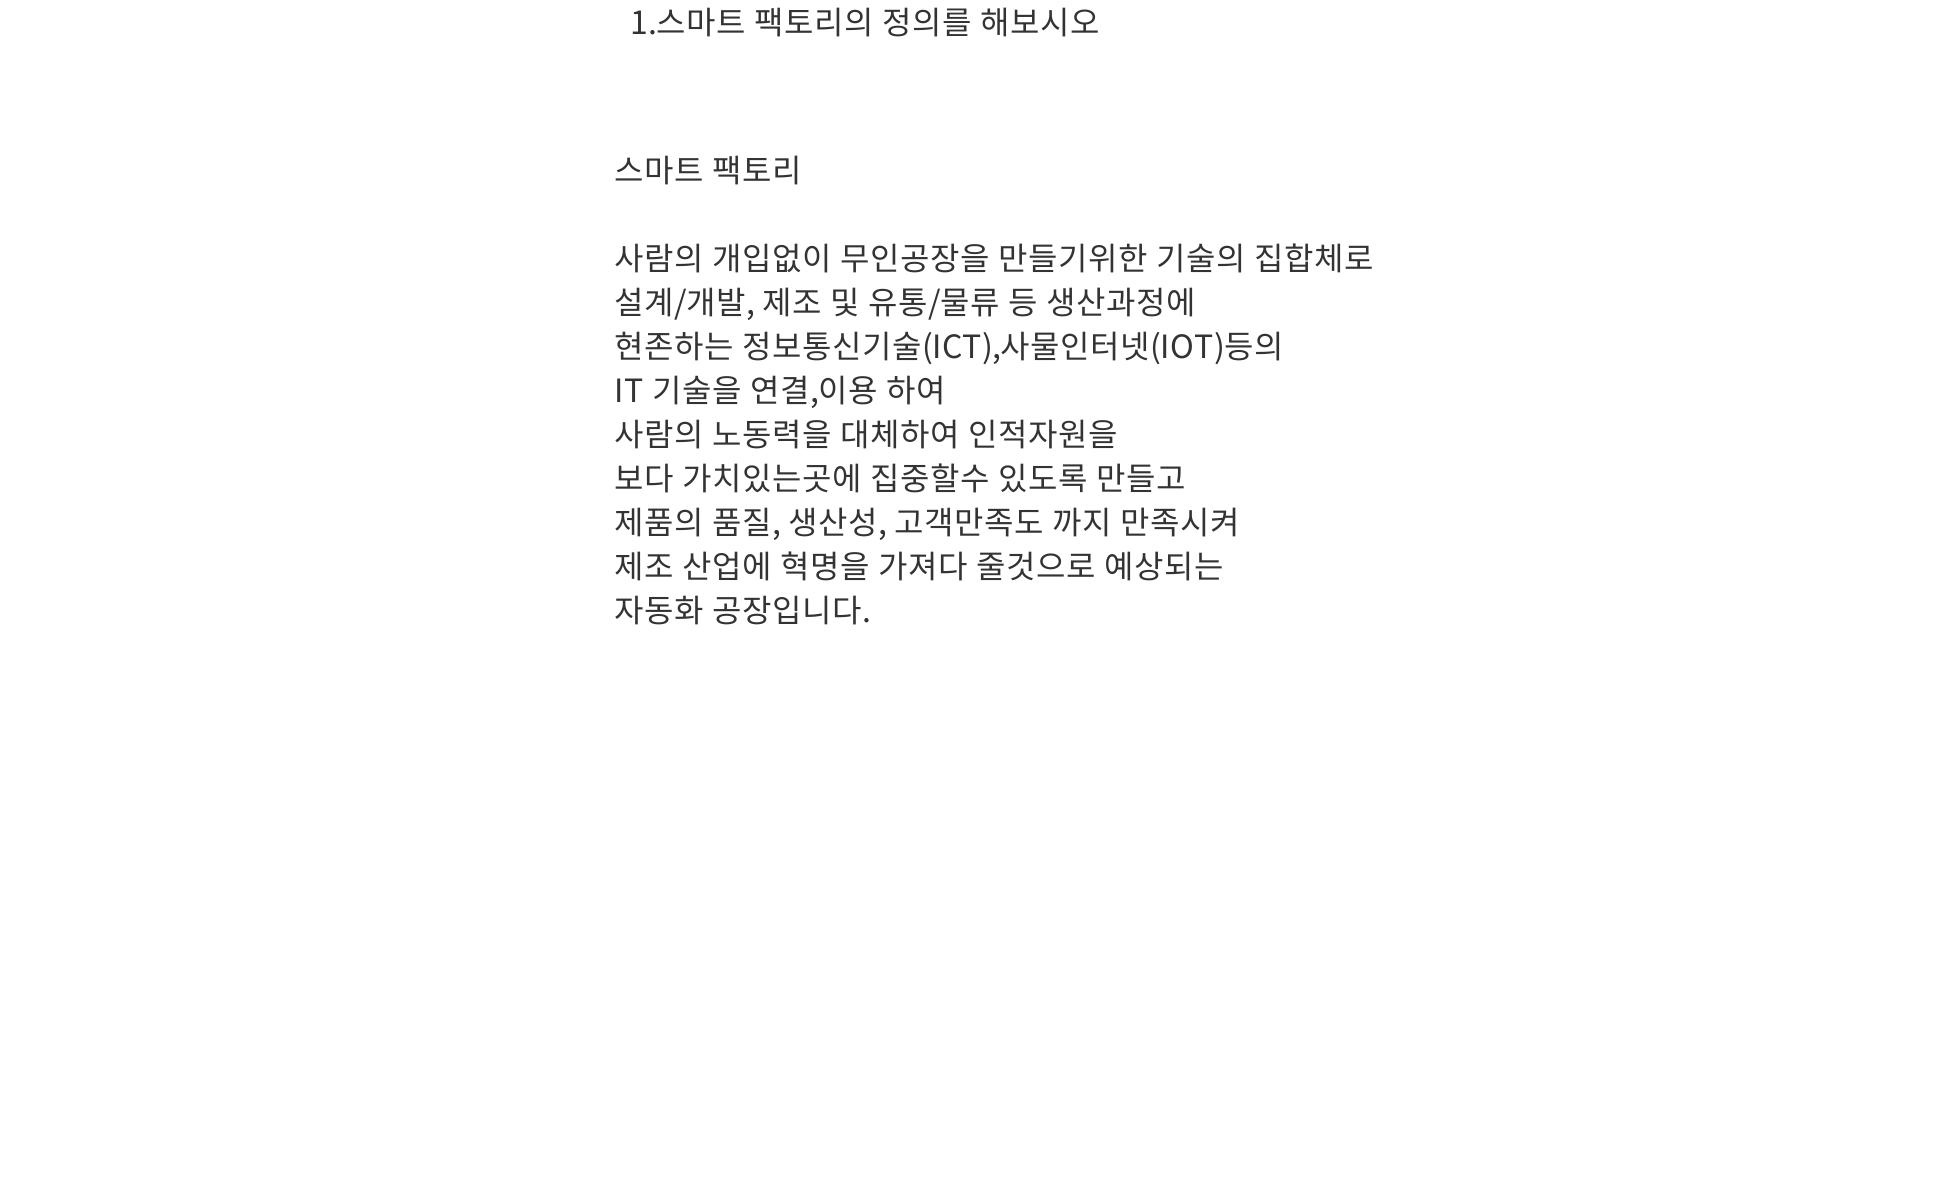 1.스마트 팩토리의 정의를 해보시오
스마트 팩토리
사람의 개입없이 무인공장을 만들기위한 기술의 집합체로
설계/개발, 제조 및 유통/물류 등 생산과정에
현존하는 정보통신기술(ICT),사물인터넷(IOT)등의
IT 기술을 연결,이용 하여
사람의 노동력을 대체하여 인적자원을
보다 가치있는곳에 집중할수 있도록 만들고
제품의 품질, 생산성, 고객만족도 까지 만족시켜
제조 산업에 혁명을 가져다 줄것으로 예상되는
자동화 공장입니다.